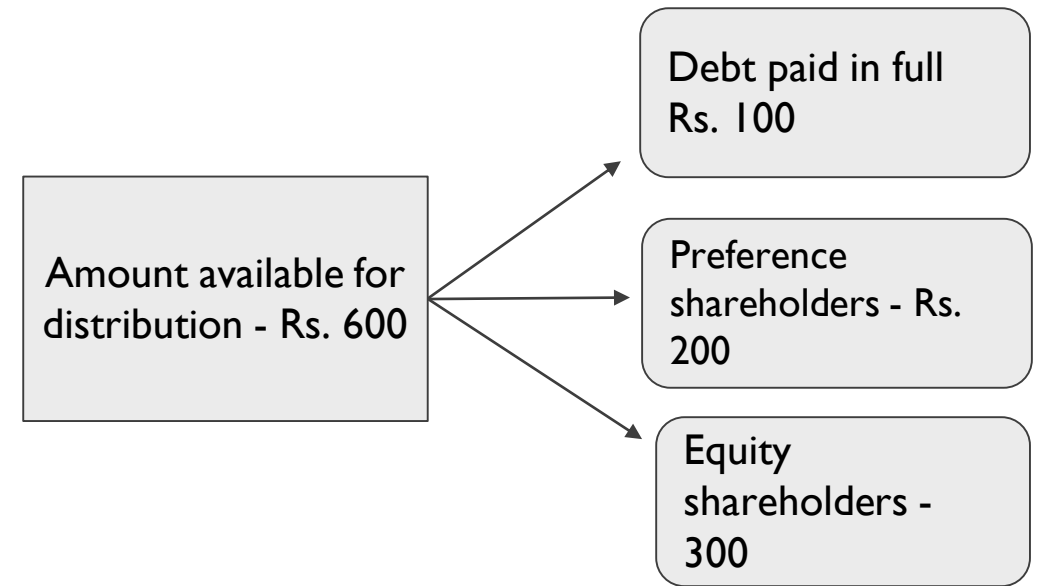 Amount available for
distribution - Rs. 600
Debt paid in full
Rs. 100
Preference
shareholders - Rs.
200
Equity
shareholders -
300